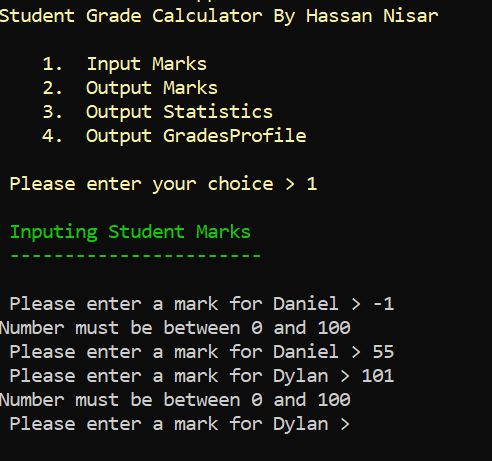 Student Grade Calculator By Hassan Nisar
1. Input Marks
2. Output Marks
3. Output Statistics
4. Output GradesProfile
Please enter your choice > 1
Inputing Student Marks
-----------------------
Please enter a mark for Daniel > -1
Number must be between 0 and 100
Please enter a mark for Daniel > 55
Please enter a mark for Dylan > 101
Number must be between 0 and 100
Please enter a mark for Dylan >